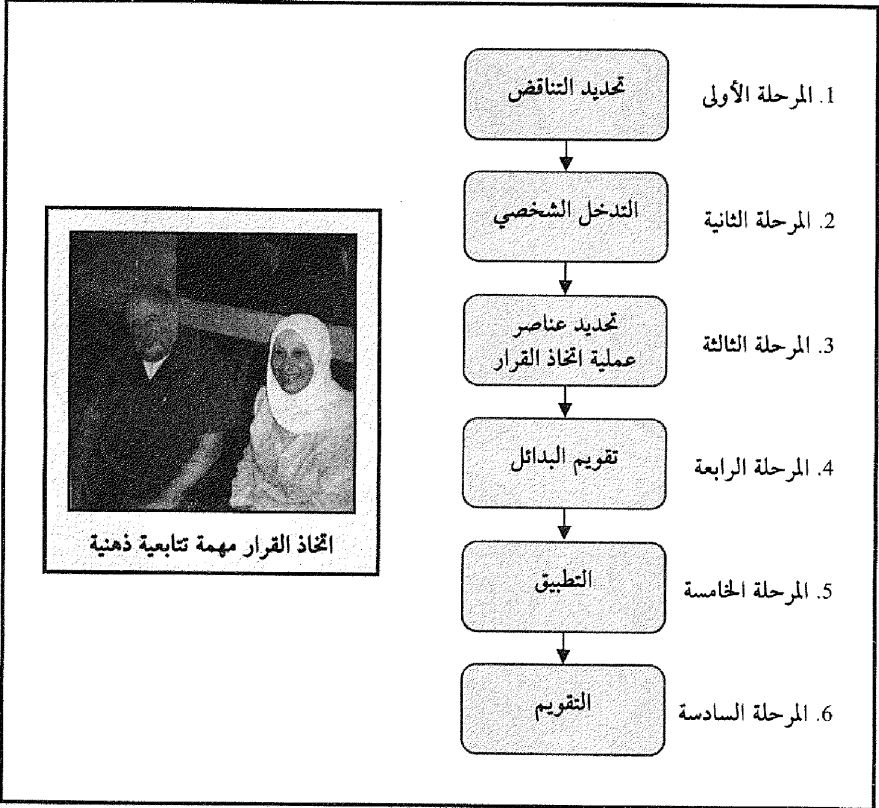 1. المرحلة الأولى
تحديد التناقض
2. المرحلة الثانية
التدخل الشخصي
3. المرحلة الثالثة
تحديد عناصر
عملية اتخاذ القرار
4. المرحلة الرابعة
تقويم البدائل
5. المرحلة الخامسة
التطبيق
6. المرحلة السادسة
التقويم
اتخاذ القرار مهمة تتابعية ذهنية